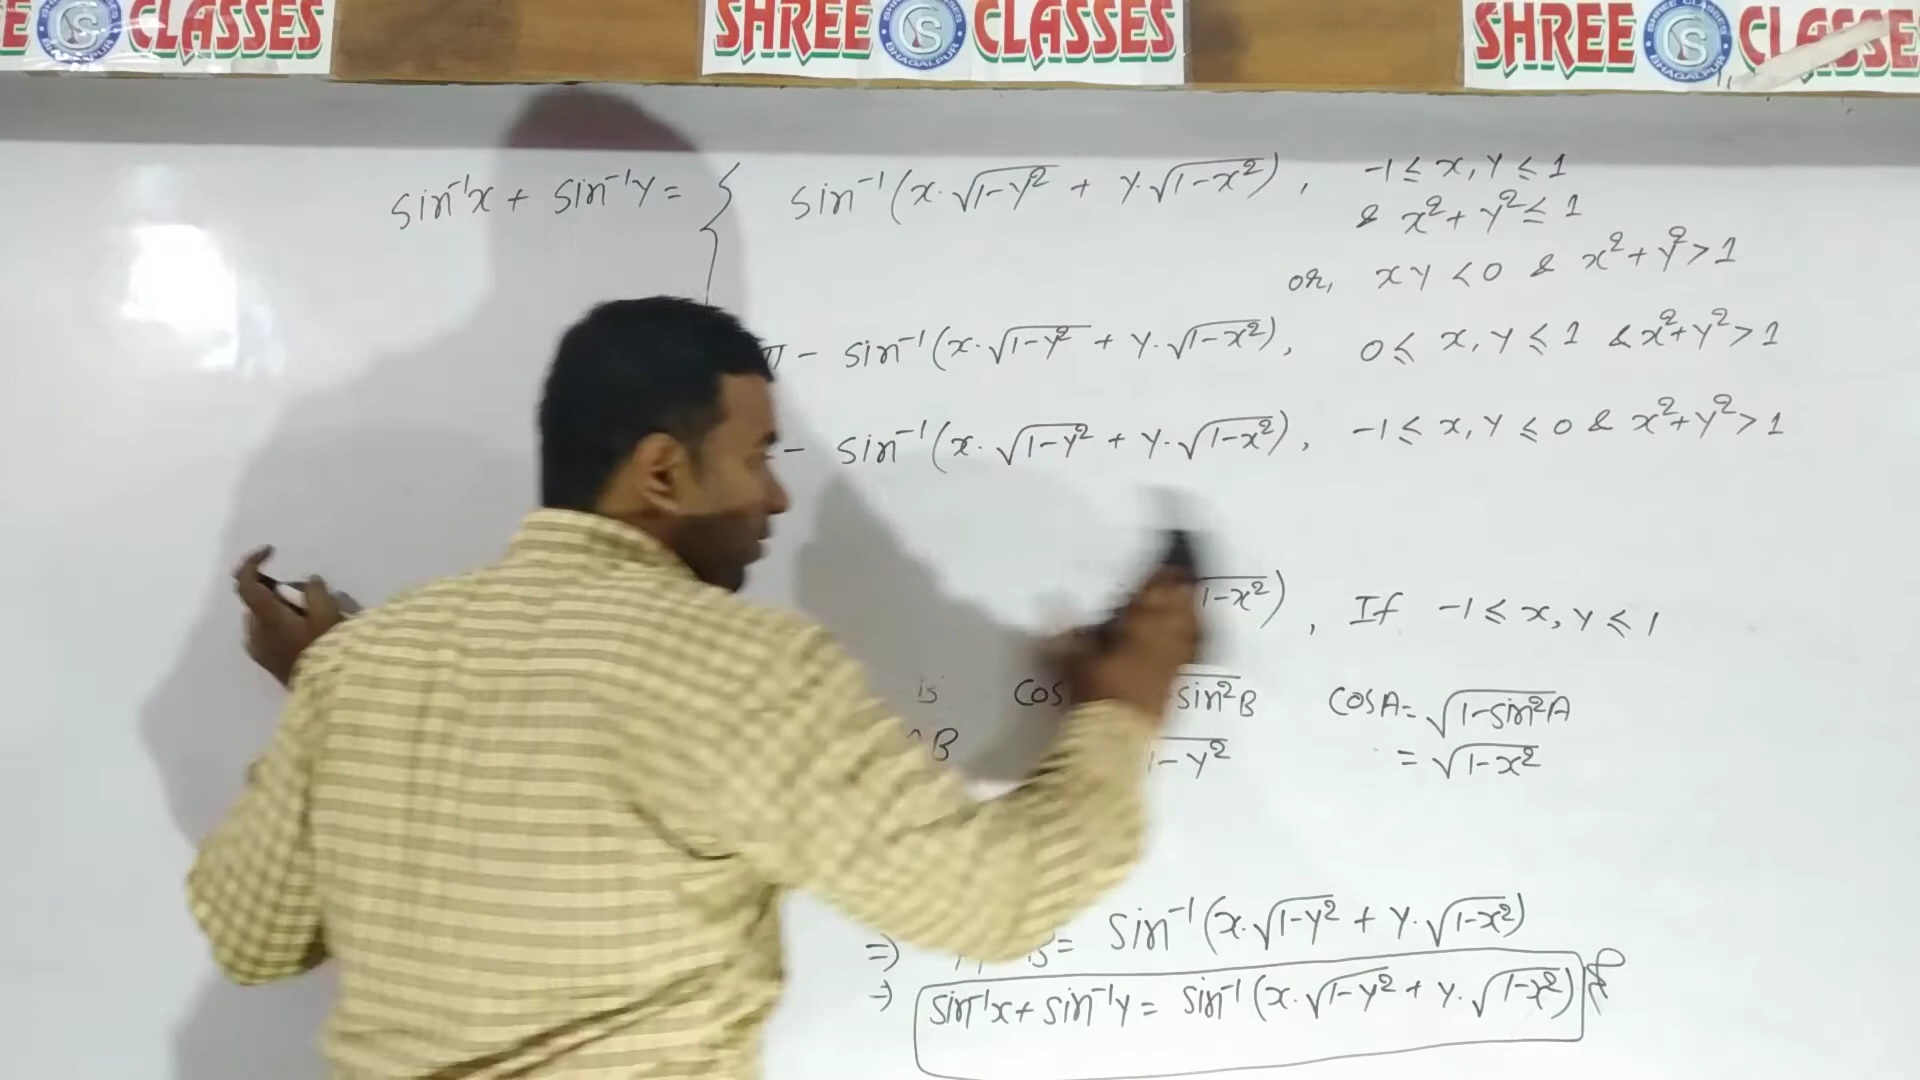 E CLASSES SHREE CLASSES SHREE CLASSE
SHREE CLASSES BHAGALPUR
sin⁻¹x + sin⁻¹y = { sin⁻¹(x·√(1-y²) + y·√(1-x²)), -1 ≤ x, y ≤ 1
& x² + y² ≤ 1
or, xy < 0 & x² + y² > 1
π - sin⁻¹(x·√(1-y²) + y·√(1-x²)), 0 ≤ x, y ≤ 1 & x² + y² > 1
- sin⁻¹(x·√(1-y²) + y·√(1-x²)), -1 ≤ x, y ≤ 0 & x² + y² > 1
√(1-x²)), If -1 ≤ x, y ≤ 1
is cos sin²B cosA = √(1-sin²A)
B 1-y² = √(1-x²)
⇒ B = sin⁻¹(x·√(1-y²) + y·√(1-x²))
⇒ sin⁻¹x + sin⁻¹y = sin⁻¹(x·√(1-y²) + y·√(1-x²))